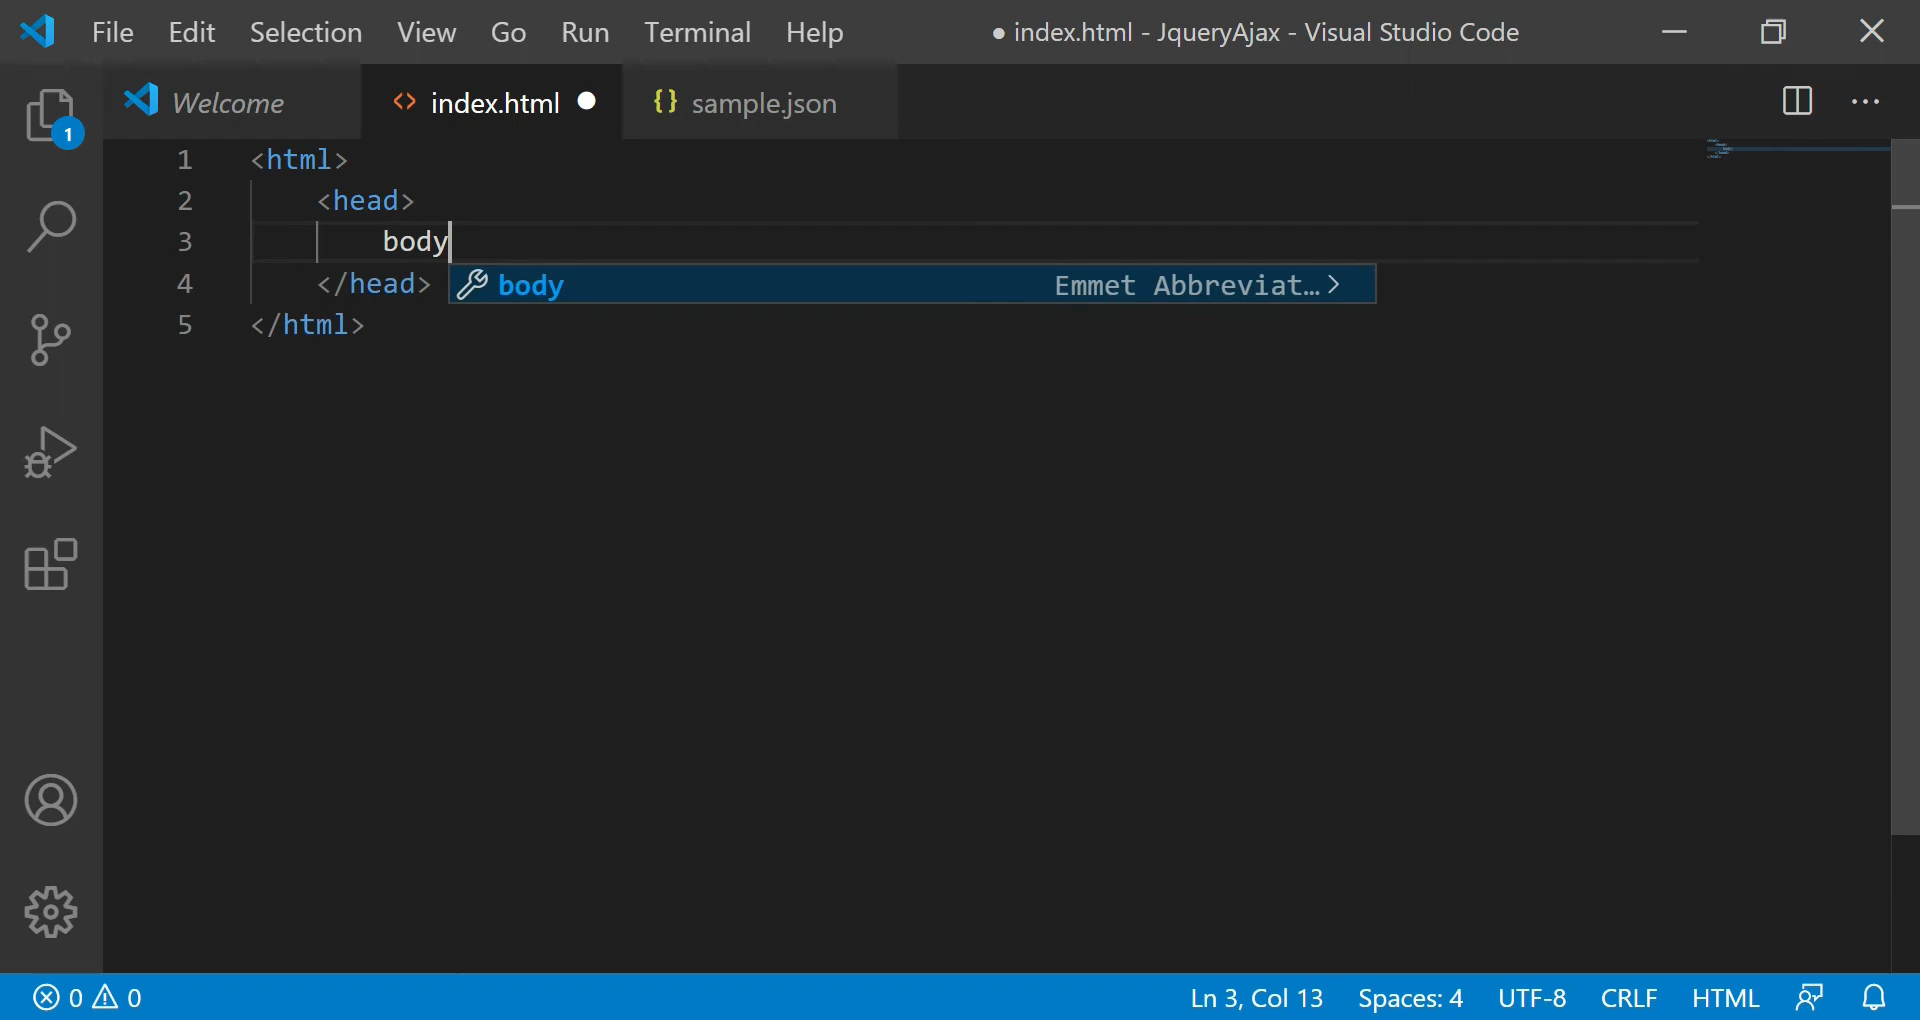 File Edit Selection View Go Run Terminal Help ● index.html - JqueryAjax - Visual Studio Code
1
Welcome <> index.html ● {} sample.json ...
1 <html>
2 <head>
3 body
4 </head>
body Emmet Abbreviat...>
5 </html>
0 0 Ln 3, Col 13 Spaces: 4 UTF-8 CRLF HTML